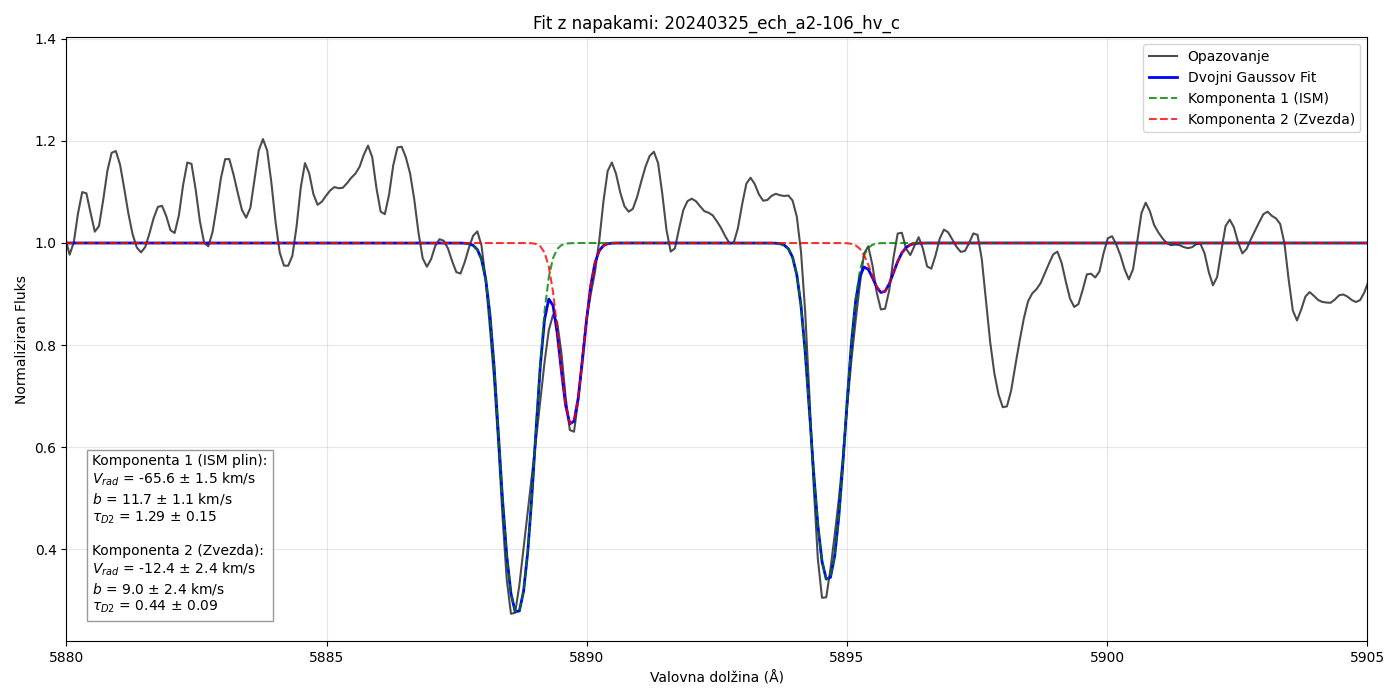 Fit z napakami: 20240325_ech_a2-106_hv_c
Normaliziran Fluks
1.4
1.2
1.0
0.8
0.6
0.4
Opazovanje
Dvojni Gaussov Fit
Komponenta 1 (ISM)
Komponenta 2 (Zvezda)
Komponenta 1 (ISM plin):
V_rad = -65.6 ± 1.5 km/s
b = 11.7 ± 1.1 km/s
τ_D2 = 1.29 ± 0.15
Komponenta 2 (Zvezda):
V_rad = -12.4 ± 2.4 km/s
b = 9.0 ± 2.4 km/s
τ_D2 = 0.44 ± 0.09
5880 5885 5890 5895 5900 5905
Valovna dolžina (Å)